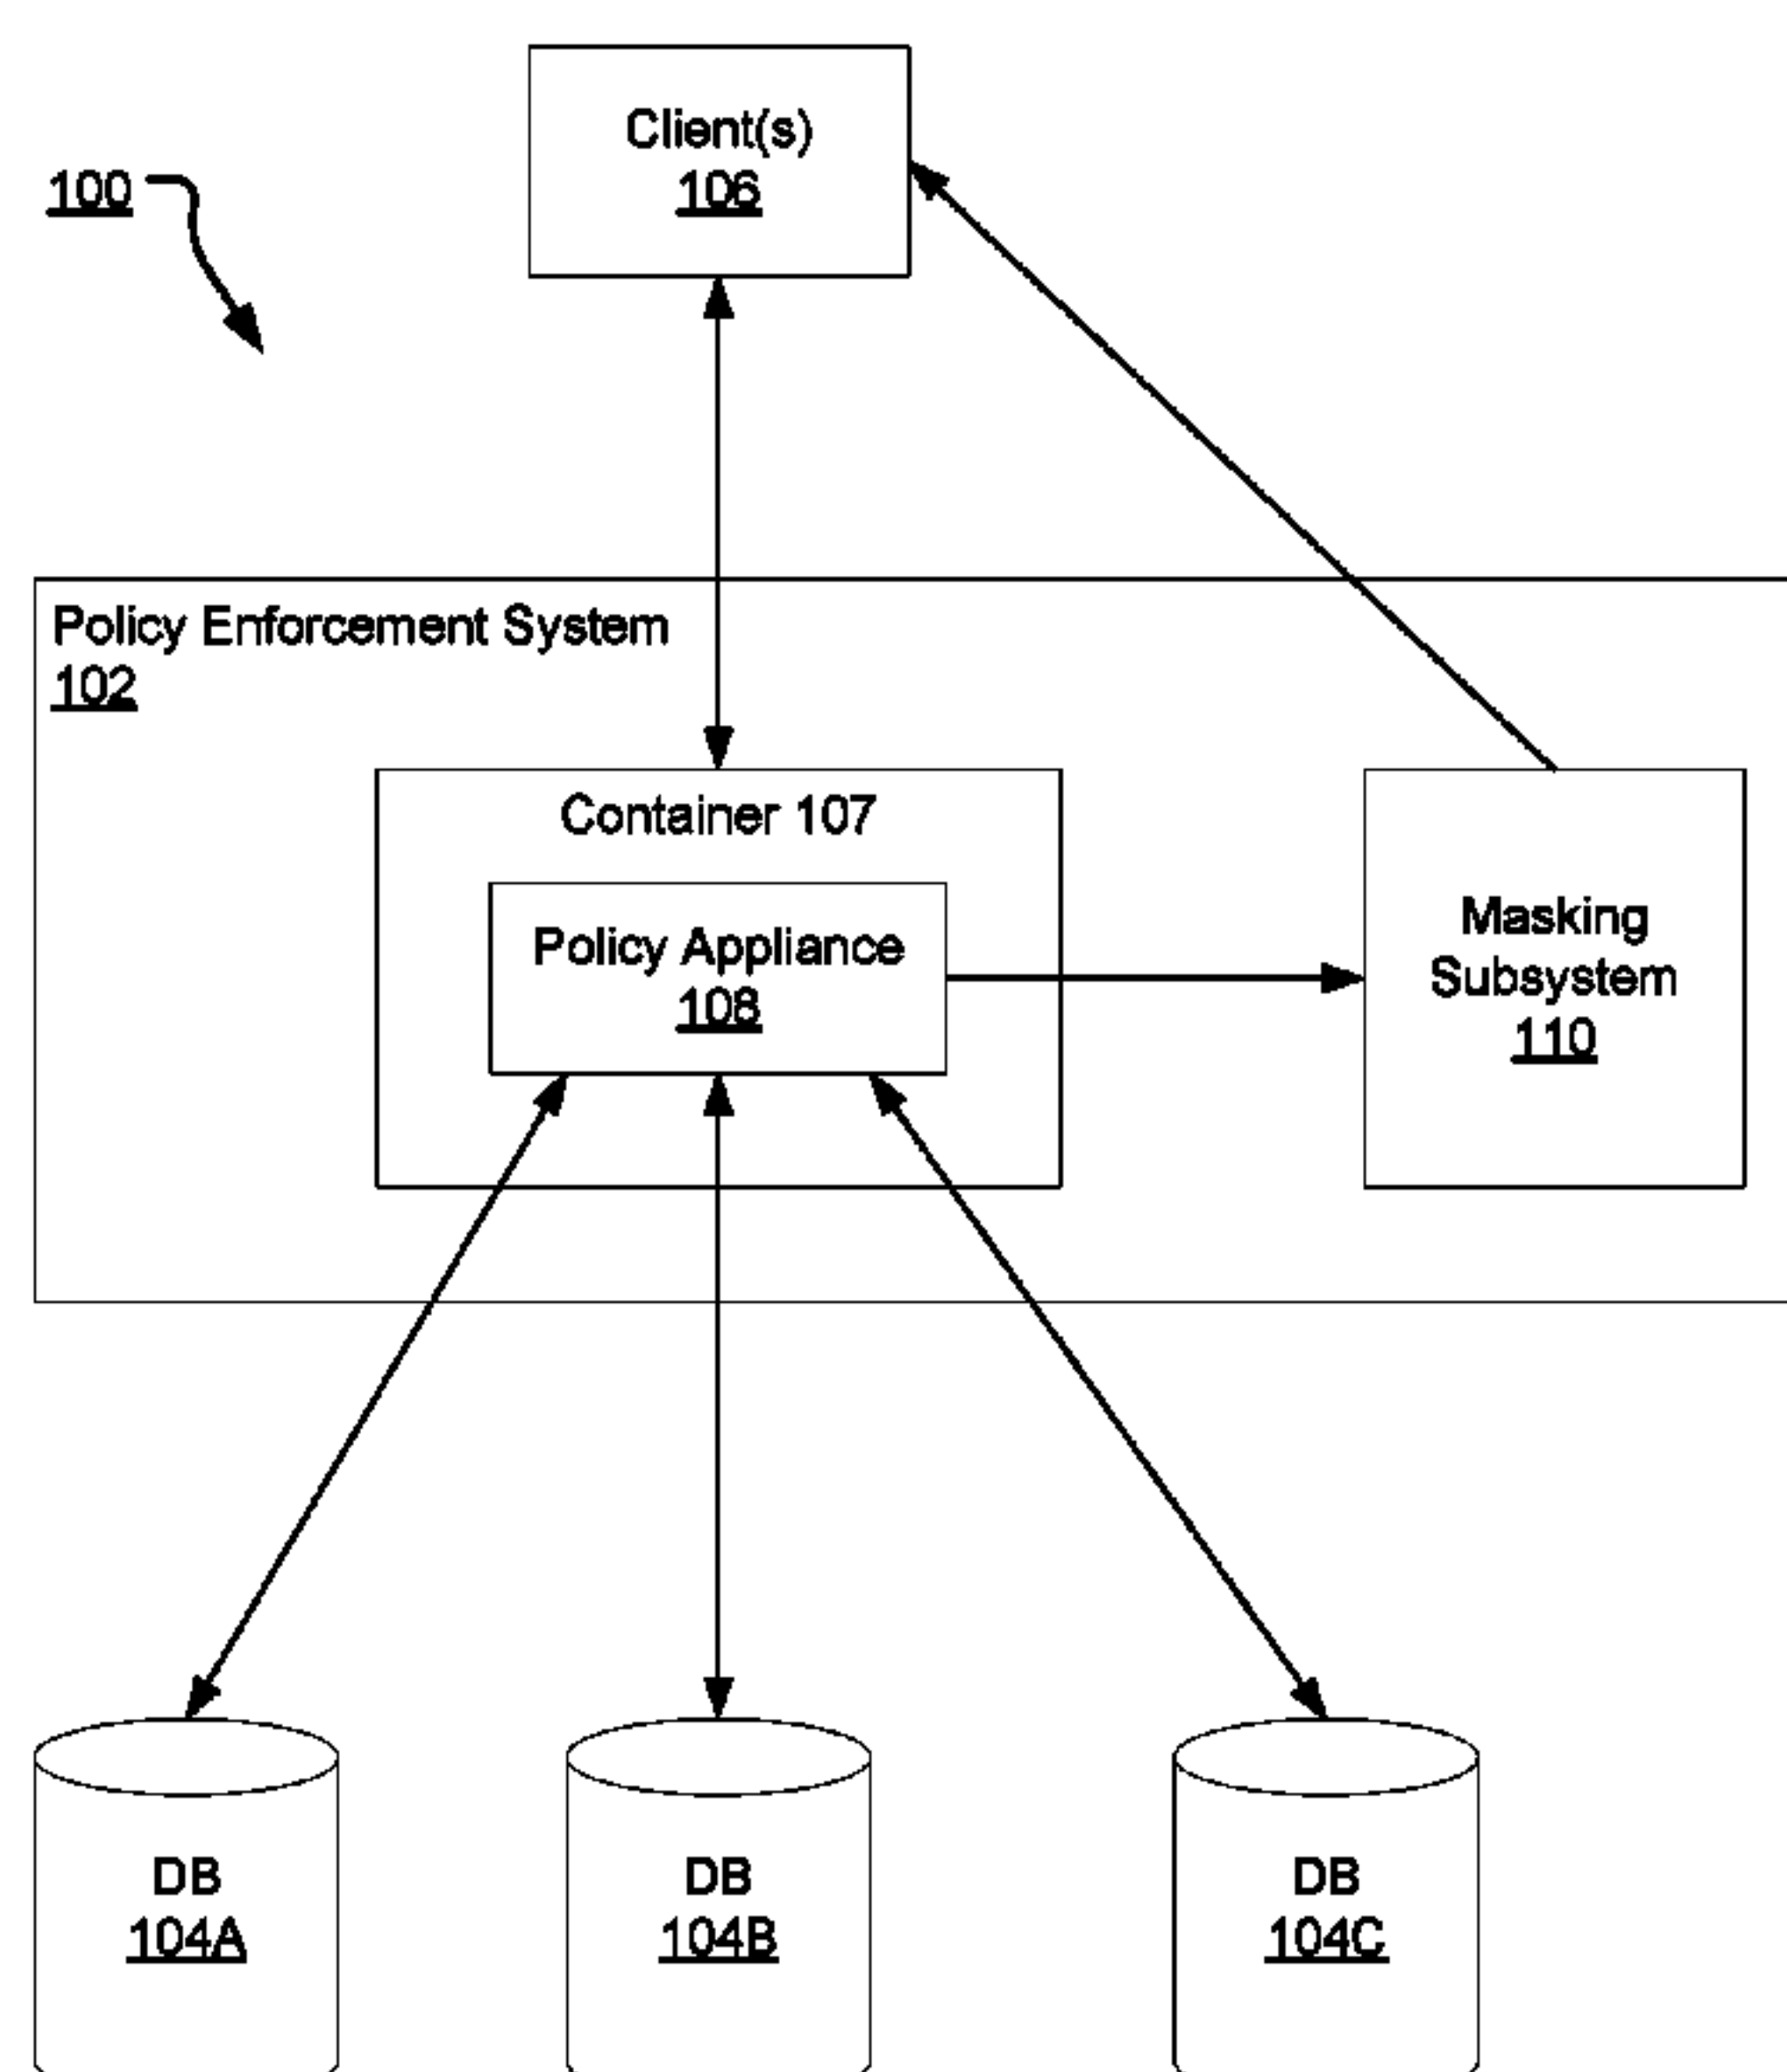 Client(s)
106
100
Policy Enforcement System
102
Container 107
Policy Appliance
108
Masking
Subsystem
110
DB
104A
DB
104B
DB
104C